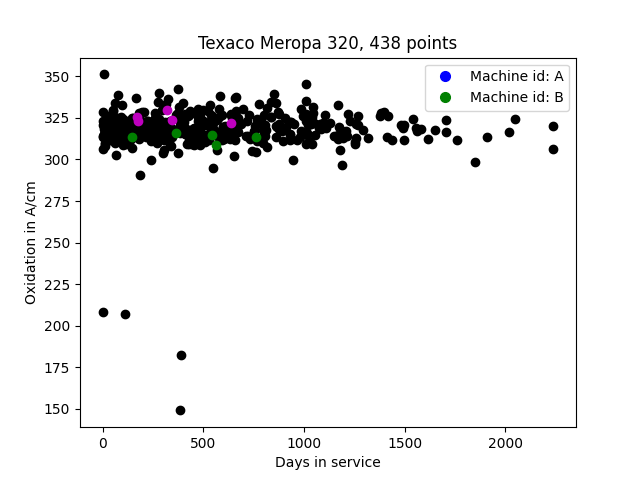 Texaco Meropa 320, 438 points
Machine id: A
Machine id: B
Oxidation in A/cm
350
325
300
275
250
225
200
175
150
0 500 1000 1500 2000
Days in service